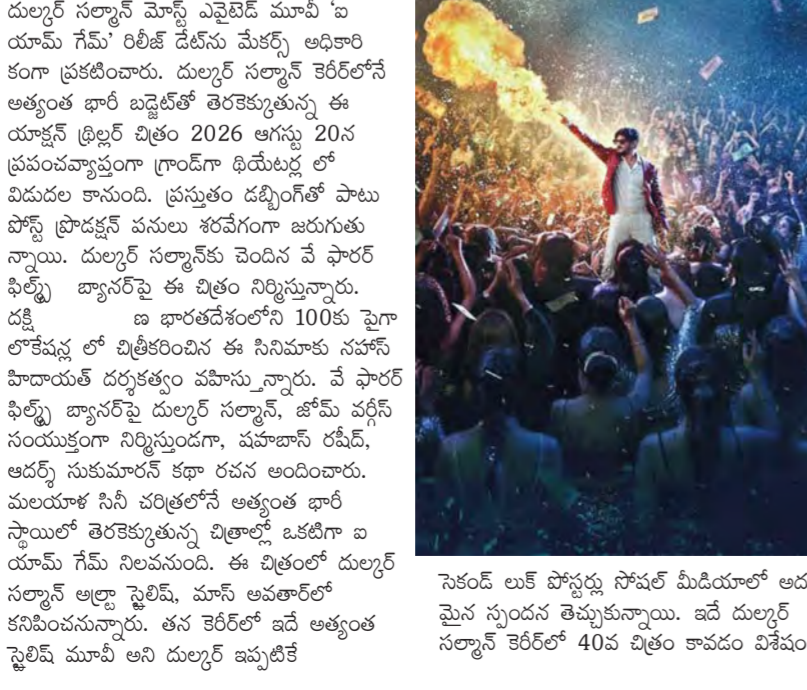 దుల్కర్ సల్మాన్ మోస్ట్ ఎవైటెడ్ మూవీ 'ఐ
యామ్ గేమ్' రిలీజ్ డేట్‌ను మేకర్స్ అధికారి
కంగా ప్రకటించారు. దుల్కర్ సల్మాన్ కెరీర్‌లోనే
అత్యంత భారీ బడ్జెట్‌తో తెరకెక్కుతున్న ఈ
యాక్షన్ థ్రిల్లర్ చిత్రం 2026 ఆగస్టు 20న
ప్రపంచవ్యాప్తంగా గ్రాండ్‌గా థియేటర్ల లో
విడుదల కానుంది. ప్రస్తుతం డబ్బింగ్‌తో పాటు
పోస్ట్ ప్రొడక్షన్ పనులు శరవేగంగా జరుగుతు
న్నాయి. దుల్కర్ సల్మాన్‌కు చెందిన వే ఫారర్
ఫిల్మ్స్ బ్యానర్‌పై ఈ చిత్రం నిర్మిస్తున్నారు.
దక్షి ణ భారతదేశంలోని 100కు పైగా
లొకేషన్ల లో చిత్రీకరించిన ఈ సినిమాకు నహాస్
హిదాయత్ దర్శకత్వం వహిస్తున్నారు. వే ఫారర్
ఫిల్మ్స్ బ్యానర్‌పై దుల్కర్ సల్మాన్, జోమ్ వర్గీస్
సంయుక్తంగా నిర్మిస్తుండగా, షహబాస్ రషీద్,
ఆదర్శ్ సుకుమారన్ కథా రచన అందించారు.
మలయాళ సినీ చరిత్రలోనే అత్యంత భారీ
స్థాయిలో తెరకెక్కుతున్న చిత్రాల్లో ఒకటిగా ఐ
యామ్ గేమ్ నిలవనుంది. ఈ చిత్రంలో దుల్కర్
సల్మాన్ అల్ట్రా స్టైలిష్, మాస్ అవతార్‌లో
కనిపించనున్నారు. తన కెరీర్‌లో ఇదే అత్యంత
స్టైలిష్ మూవీ అని దుల్కర్ ఇప్పటికే
సెకండ్ లుక్ పోస్టర్లు సోషల్ మీడియాలో
మైన స్పందన తెచ్చుకున్నాయి. ఇదే దుల్కర్
సల్మాన్ కెరీర్‌లో 40వ చిత్రం కావడం విశేషం